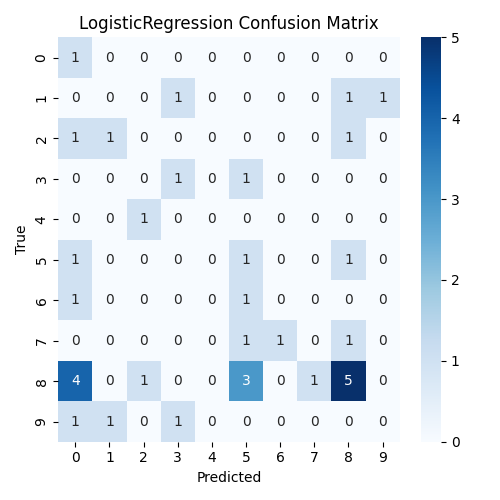 LogisticRegression Confusion Matrix
0 1 0 0 0 0 0 0 0 0 0
1 0 0 0 1 0 0 0 0 1 1
2 1 1 0 0 0 0 0 0 1 0
3 0 0 0 1 0 1 0 0 0 0
4 0 0 1 0 0 0 0 0 0 0
5 1 0 0 0 0 1 0 0 1 0
6 1 0 0 0 0 1 0 0 0 0
7 0 0 0 0 0 1 1 0 1 0
8 4 0 1 0 0 3 0 1 5 0
9 1 1 0 1 0 0 0 0 0 0
0 1 2 3 4 5 6 7 8 9
True
Predicted
5
4
3
2
1
0